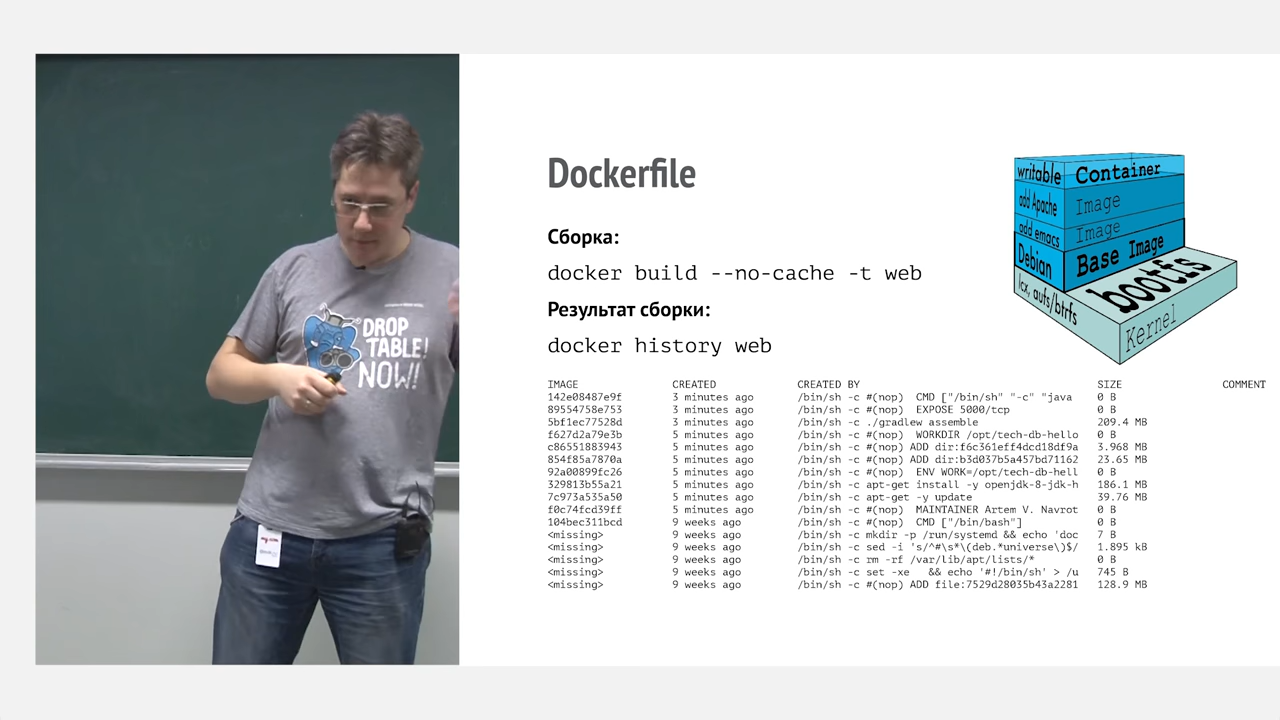 DROP
TABLE!
NOW!
Dockerfile
Сборка:
docker build --no-cache -t web
Результат сборки:
docker history web
writable Container
add Apache Image
add emacs Image
Debian Base Image
lcx, aufs/btrfs bootfs
Kernel
IMAGE CREATED CREATED BY SIZE COMMENT
142e08487e9f 3 minutes ago /bin/sh -c #(nop) CMD ["/bin/sh" "-c" "java 0 B
89554758e753 3 minutes ago /bin/sh -c #(nop) EXPOSE 5000/tcp 0 B
5bf1ec77528d 3 minutes ago /bin/sh -c ./gradlew assemble 209.4 MB
f627d2a79e3b 5 minutes ago /bin/sh -c #(nop) WORKDIR /opt/tech-db-hello 0 B
c86551883943 5 minutes ago /bin/sh -c #(nop) ADD dir:f6c361eff4dcd18df9a 3.968 MB
854f85a7870a 5 minutes ago /bin/sh -c #(nop) ADD dir:b3d037b5a457bd71162 23.65 MB
92a00899fc26 5 minutes ago /bin/sh -c #(nop) ENV WORK=/opt/tech-db-hell 0 B
329813b55a21 5 minutes ago /bin/sh -c apt-get install -y openjdk-8-jdk-h 186.1 MB
7c973a535a50 5 minutes ago /bin/sh -c apt-get -y update 39.76 MB
f0c74fcd39ff 5 minutes ago /bin/sh -c #(nop) MAINTAINER Artem V. Navrot 0 B
104bec311bcd 9 weeks ago /bin/sh -c #(nop) CMD ["/bin/bash"] 0 B
<missing> 9 weeks ago /bin/sh -c mkdir -p /run/systemd && echo 'doc 7 B
<missing> 9 weeks ago /bin/sh -c sed -i 's/^#\s*\(deb.*universe\)$/ 1.895 kB
<missing> 9 weeks ago /bin/sh -c rm -rf /var/lib/apt/lists/* 0 B
<missing> 9 weeks ago /bin/sh -c set -xe && echo '#!/bin/sh' > /u 745 B
<missing> 9 weeks ago /bin/sh -c #(nop) ADD file:7529d28035b43a2281 128.9 MB